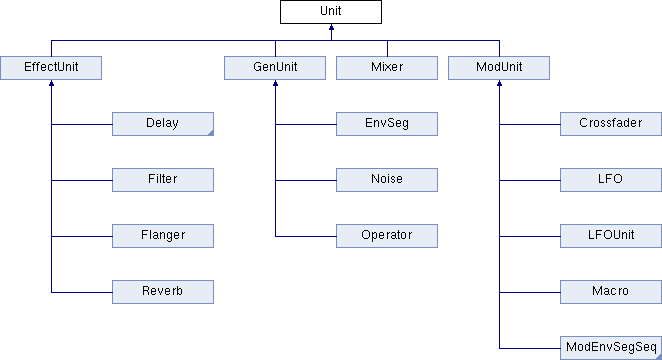 Unit
EffectUnit GenUnit Mixer ModUnit
Delay EnvSeg Crossfader
Filter Noise LFO
Flanger Operator LFOUnit
Reverb Macro
ModEnvSegSeq